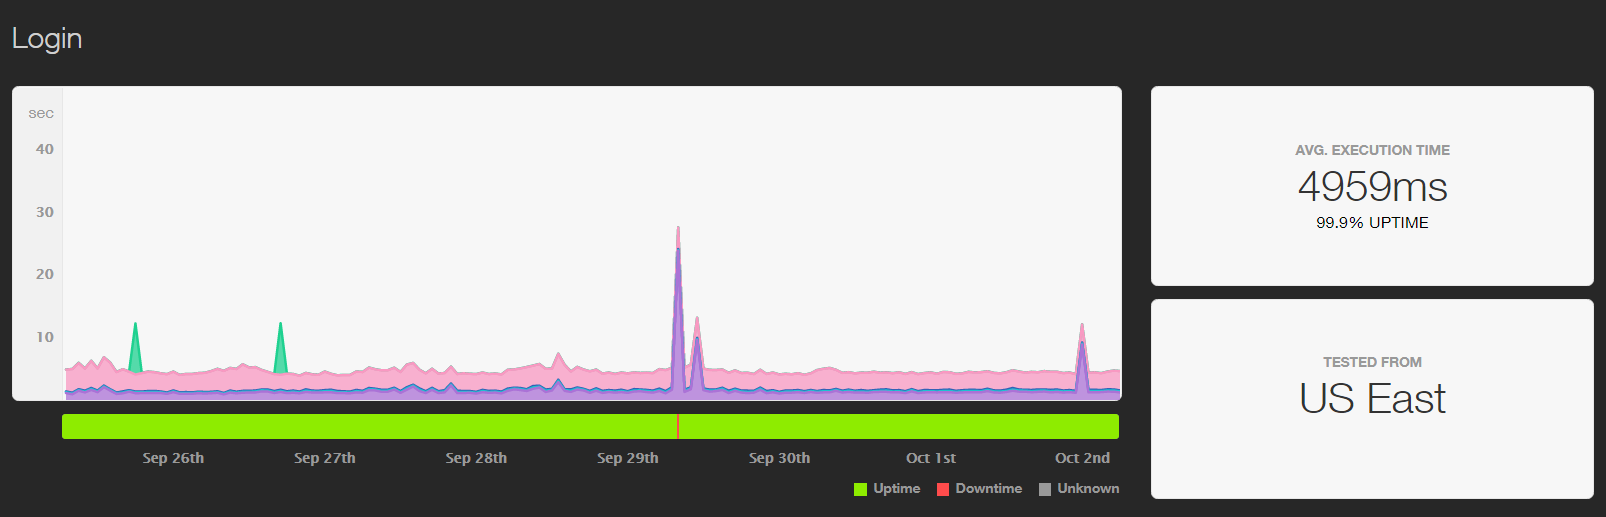 Login
sec
40
30
20
10
Sep 26th Sep 27th Sep 28th Sep 29th Sep 30th Oct 1st Oct 2nd
Uptime Downtime Unknown
AVG. EXECUTION TIME
4959ms
99.9% UPTIME
TESTED FROM
US East